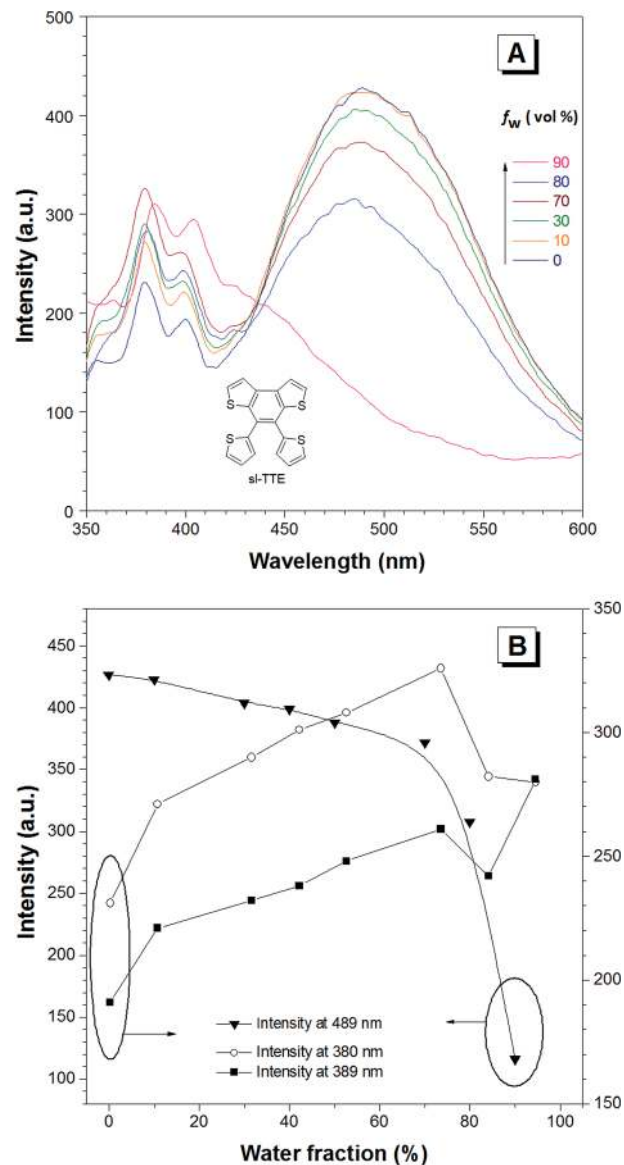 A
500
400
300
200
100
0
Intensity (a.u.)
fw ( vol %)
90
80
70
30
10
0
S S
S S
sl-TTE
350 400 450 500 550 600
Wavelength (nm)
B
450
400
350
300
250
200
150
100
Intensity (a.u.)
350
300
250
200
150
Intensity at 489 nm
Intensity at 380 nm
Intensity at 389 nm
0 20 40 60 80 100
Water fraction (%)